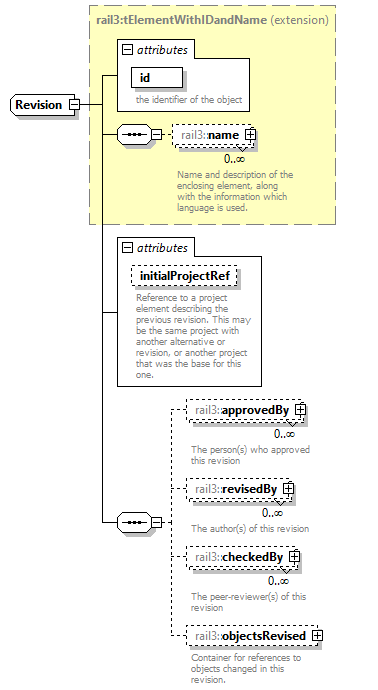 rail3:tElementWithIDandName (extension)
attributes
id
the identifier of the object
Revision
rail3::name
0..∞
Name and description of the
enclosing element, along
with the information which
language is used.
attributes
initialProjectRef
Reference to a project
element describing the
previous revision. This may
be the same project with
another alternative or
revision, or another project
that was the base for this
one.
rail3::approvedBy
0..∞
The person(s) who approved
this revision
rail3::revisedBy
0..∞
The author(s) of this revision
rail3::checkedBy
0..∞
The peer-reviewer(s) of this
revision
rail3::objectsRevised
Container for references to
objects changed in this
revision.